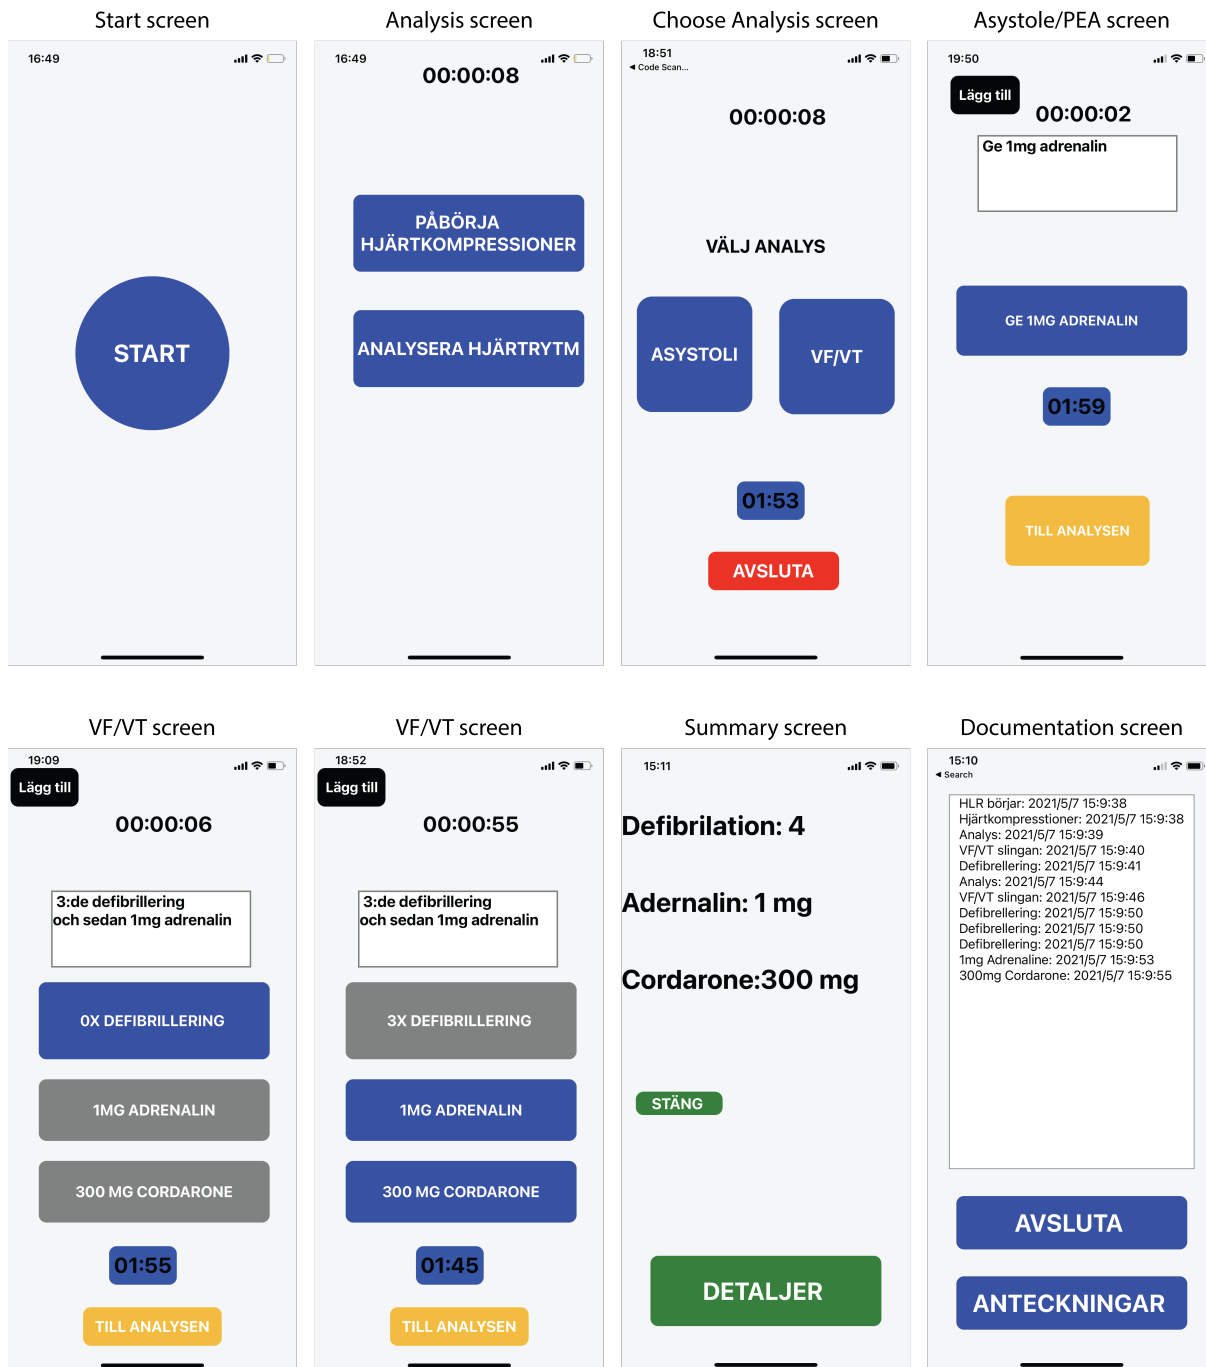 Start screen
16:49
START
Analysis screen
16:49
00:00:08
PÅBÖRJA
HJÄRTKOMPRESSIONER
ANALYSERA HJÄRTRYTM
Choose Analysis screen
18:51
◄ Code Scan...
00:00:08
VÄLJ ANALYS
ASYSTOLI
VF/VT
01:53
AVSLUTA
Asystole/PEA screen
19:50
Lägg till
00:00:02
Ge 1mg adrenalin
GE 1MG ADRENALIN
01:59
TILL ANALYSEN
VF/VT screen
19:09
Lägg till
00:00:06
3:de defibrillering
och sedan 1mg adrenalin
0X DEFIBRILLERING
1MG ADRENALIN
300 MG CORDARONE
01:55
TILL ANALYSEN
VF/VT screen
18:52
Lägg till
00:00:55
3:de defibrillering
och sedan 1mg adrenalin
3X DEFIBRILLERING
1MG ADRENALIN
300 MG CORDARONE
01:45
TILL ANALYSEN
Summary screen
15:11
Defibrilation: 4
Adernalin: 1 mg
Cordarone:300 mg
STÄNG
DETALJER
Documentation screen
15:10
◄ Search
HLR börjar: 2021/5/7 15:9:38
Hjärtkompresstioner: 2021/5/7 15:9:38
Analys: 2021/5/7 15:9:39
VF/VT slingan: 2021/5/7 15:9:40
Defibrellering: 2021/5/7 15:9:41
Analys: 2021/5/7 15:9:44
VF/VT slingan: 2021/5/7 15:9:46
Defibrellering: 2021/5/7 15:9:50
Defibrellering: 2021/5/7 15:9:50
Defibrellering: 2021/5/7 15:9:50
1mg Adrenaline: 2021/5/7 15:9:53
300mg Cordarone: 2021/5/7 15:9:55
AVSLUTA
ANTECKNINGAR